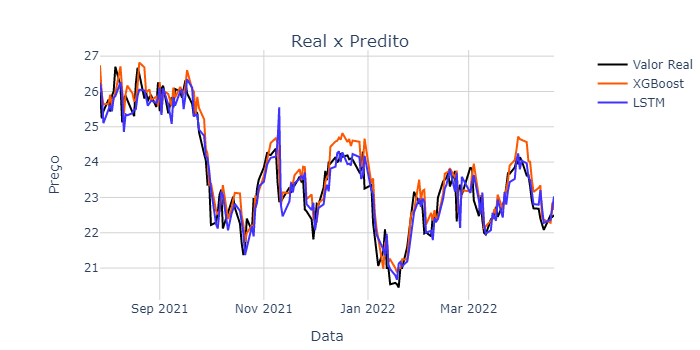 Real x Predito
Valor Real
XGBoost
LSTM
Preço
27
26
25
24
23
22
21
Sep 2021
Nov 2021
Jan 2022
Mar 2022
Data